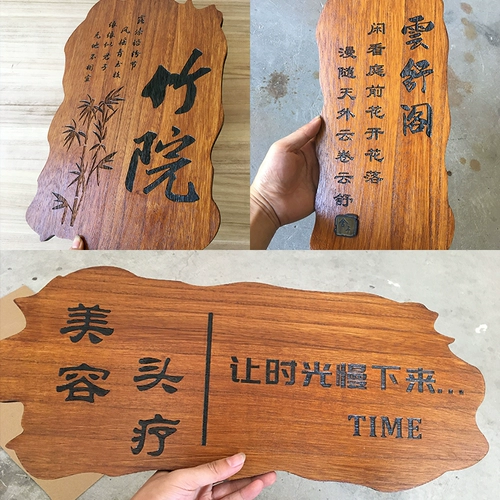 竹院
雲舒阁
闲看庭前花开花落
漫随天外云卷云舒
美容
头疗
让时光慢下来...
TIME